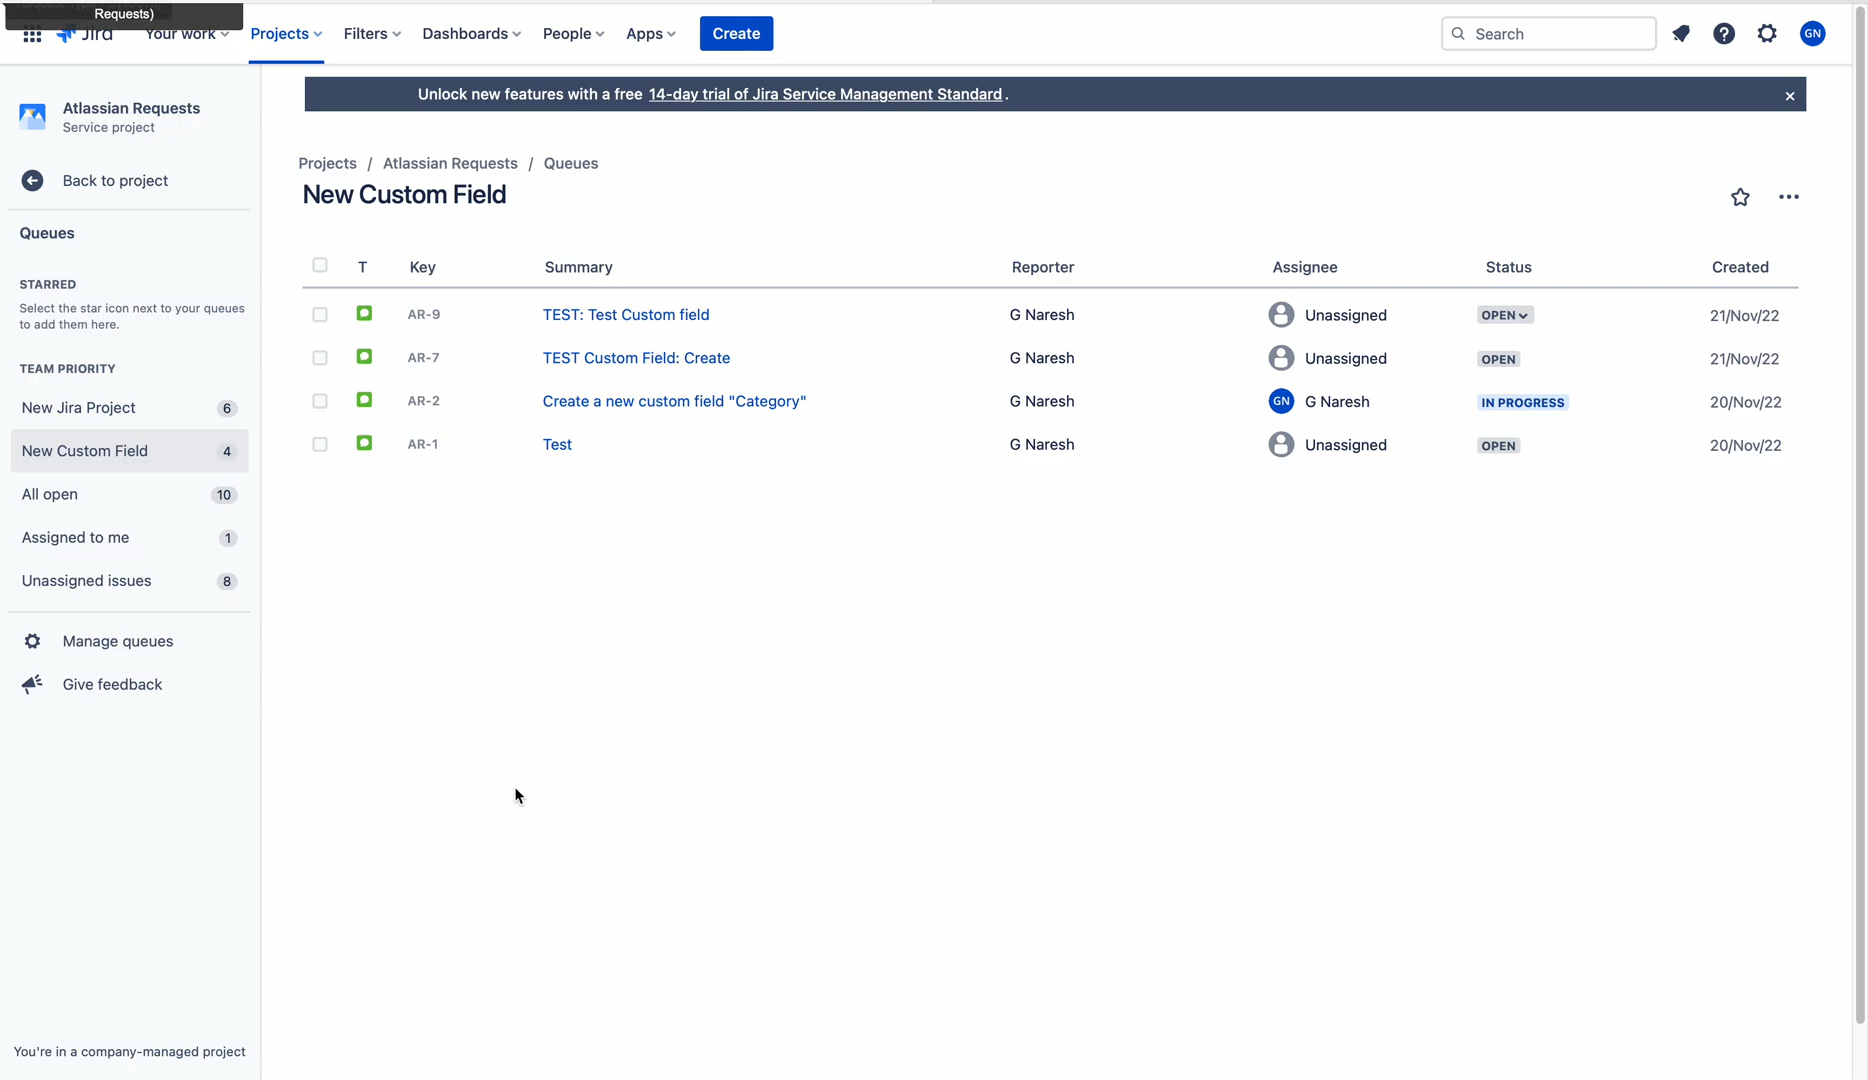 Requests)
Jira
Your work
Projects
Filters
Dashboards
People
Apps
Create
Search
GN
Atlassian Requests
Service project
Back to project
Queues
STARRED
Select the star icon next to your queues
to add them here.
TEAM PRIORITY
New Jira Project 6
New Custom Field 4
All open 10
Assigned to me 1
Unassigned issues 8
Manage queues
Give feedback
You're in a company-managed project
Unlock new features with a free 14-day trial of Jira Service Management Standard.
Projects / Atlassian Requests / Queues
New Custom Field
T Key Summary Reporter Assignee Status Created
AR-9 TEST: Test Custom field G Naresh Unassigned OPEN 21/Nov/22
AR-7 TEST Custom Field: Create G Naresh Unassigned OPEN 21/Nov/22
AR-2 Create a new custom field "Category" G Naresh GN G Naresh IN PROGRESS 20/Nov/22
AR-1 Test G Naresh Unassigned OPEN 20/Nov/22